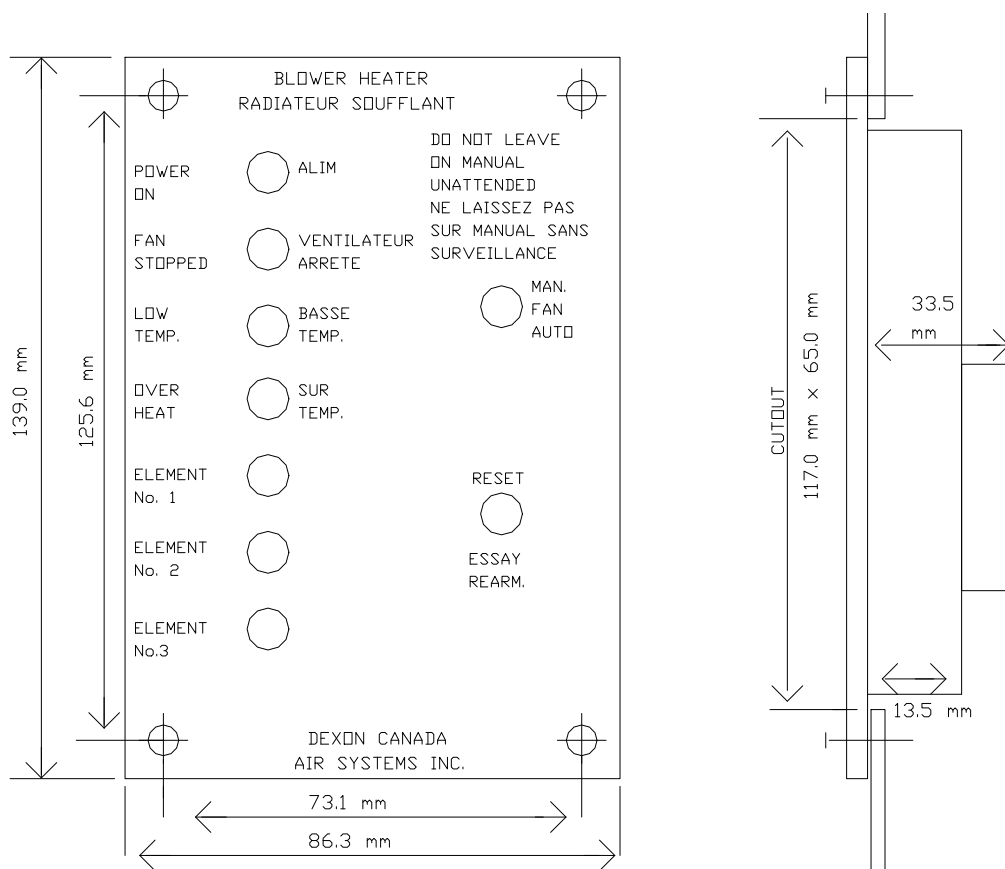 BLOWER HEATER
RADIATEUR SOUFFLANT
DO NOT LEAVE
ON MANUAL
UNATTENDED
NE LAISSEZ PAS
SUR MANUAL SANS
SURVEILLANCE
POWER
ON
ALIM
FAN
STOPPED
VENTILATEUR
ARRETE
LOW
TEMP.
BASSE
TEMP.
MAN.
FAN
AUTO
OVER
HEAT
SUR
TEMP.
ELEMENT
No. 1
RESET
ESSAY
REARM.
ELEMENT
No. 2
ELEMENT
No.3
DEXON CANADA
AIR SYSTEMS INC.
139.0 mm
125.6 mm
73.1 mm
86.3 mm
CUTOUT
117.0 mm × 65.0 mm
33.5
mm
13.5 mm